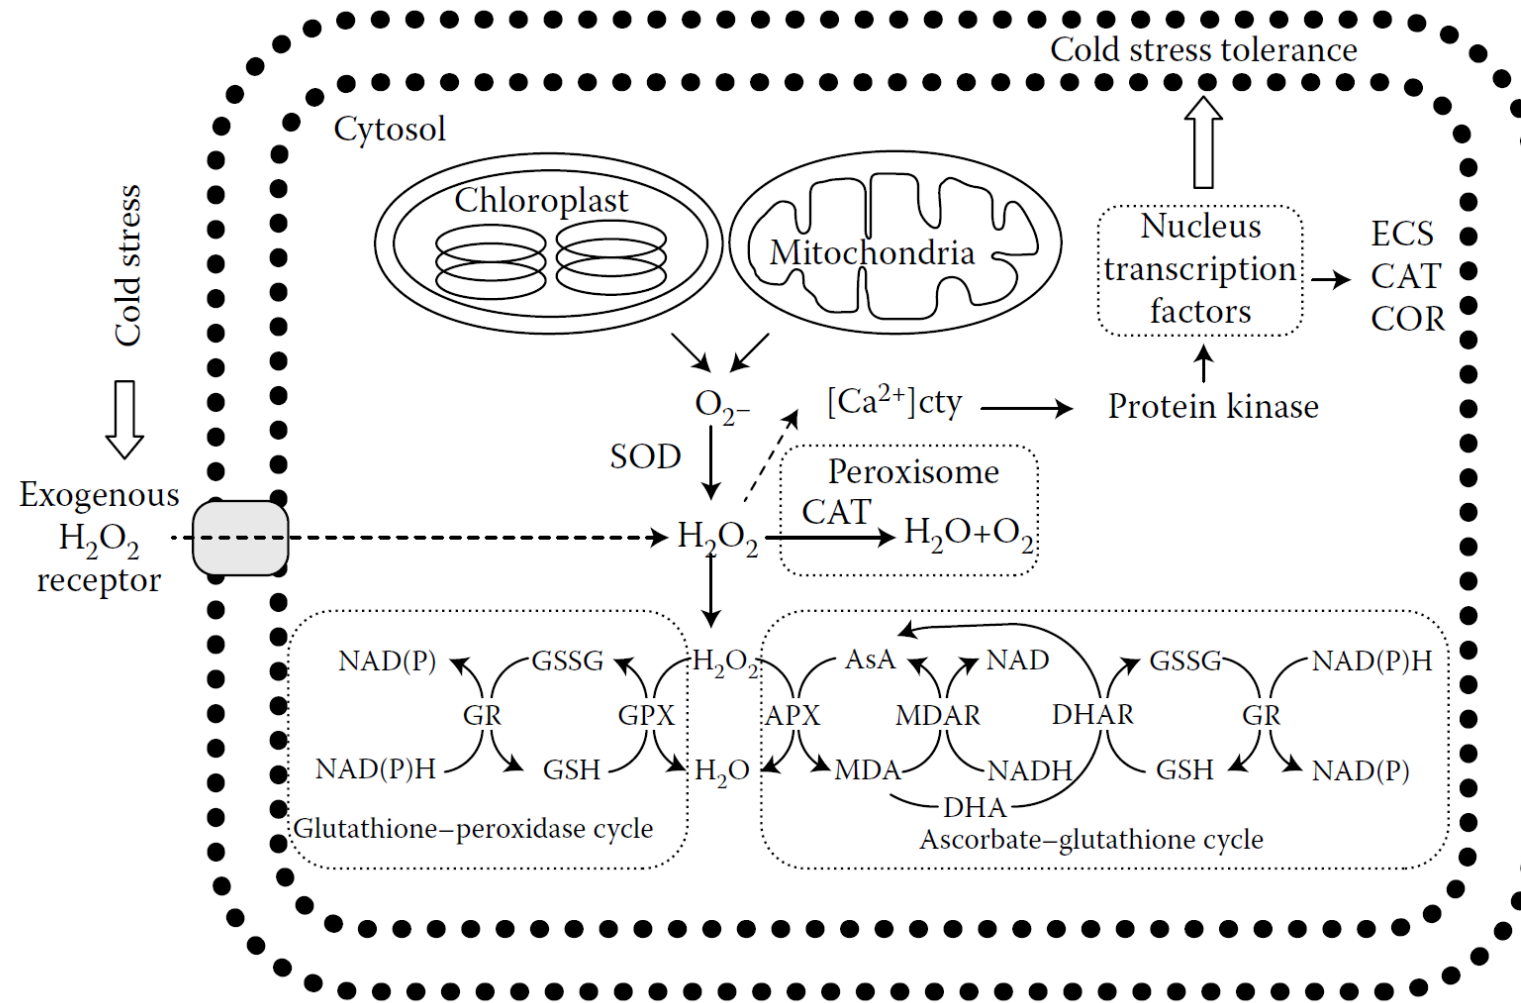 Cold stress tolerance
Cytosol
Chloroplast
Mitochondria
Nucleus
transcription
factors
ECS
CAT
COR
Cold stress
O₂−
[Ca²⁺]cty
Protein kinase
SOD
Peroxisome
CAT
Exogenous
H₂O₂
receptor
H₂O₂
H₂O+O₂
NAD(P)
GSSG
H₂O₂
AsA
NAD
GSSG
NAD(P)H
GR
GPX
APX
MDAR
DHAR
GR
NAD(P)H
GSH
H₂O
MDA
NADH
GSH
NAD(P)
DHA
Glutathione–peroxidase cycle
Ascorbate–glutathione cycle